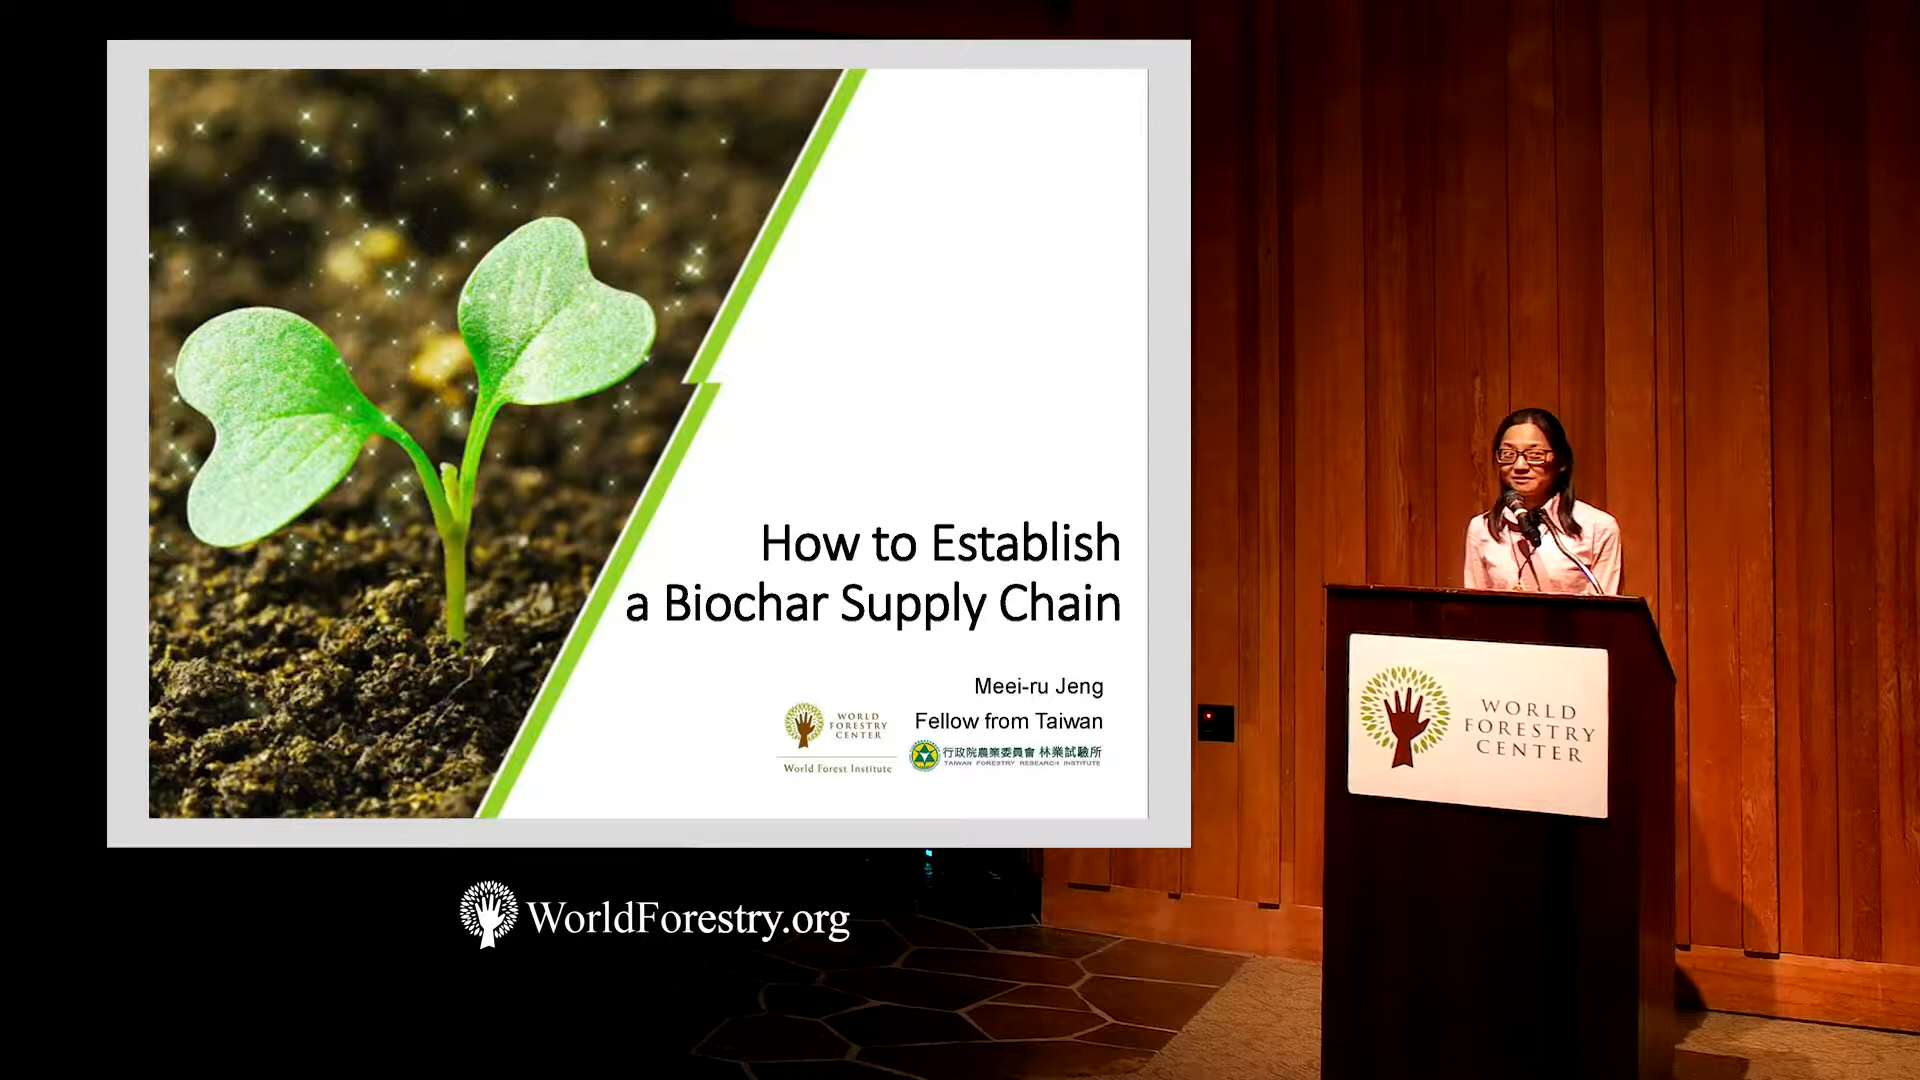 How to Establish
a Biochar Supply Chain
Meei-ru Jeng
Fellow from Taiwan
WORLD
FORESTRY
CENTER
World Forest Institute
行政院農業委員會 林業試驗所
TAIWAN FORESTRY RESEARCH INSTITUTE
WorldForestry.org
WORLD
FORESTRY
CENTER